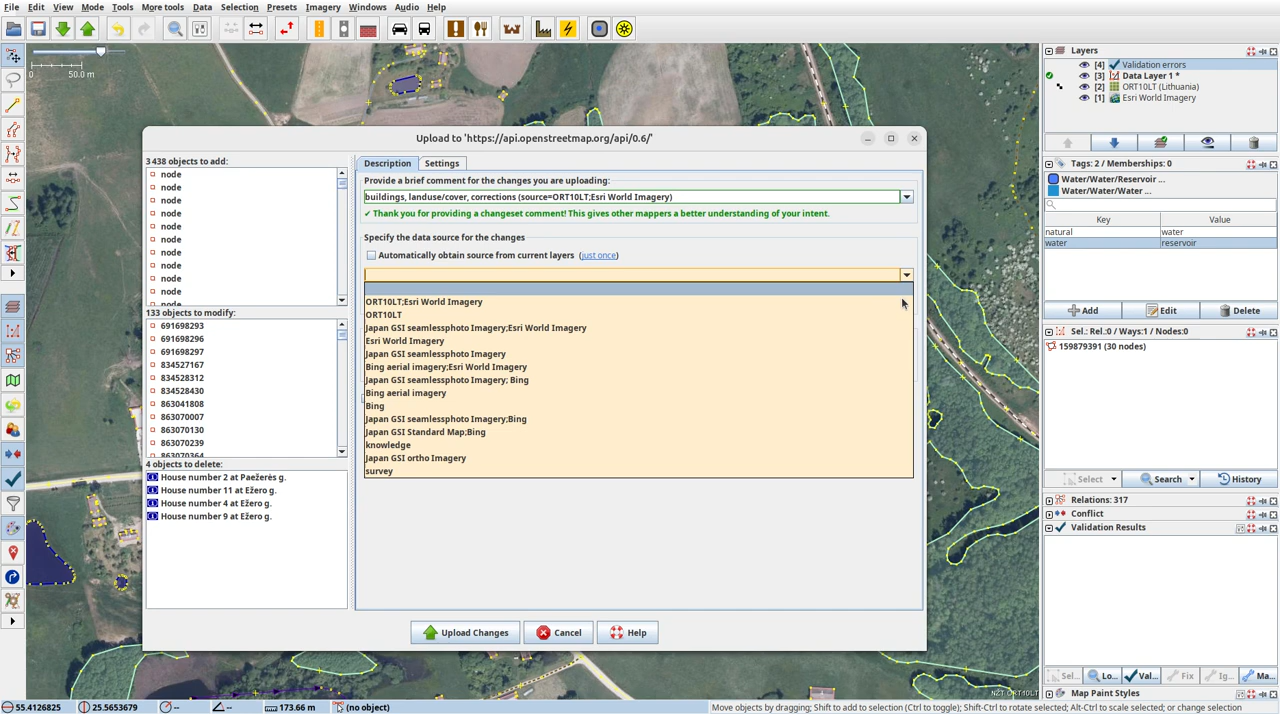 File Edit View Mode Tools More tools Data Selection Presets Imagery Windows Audio Help
0 50.0 m
Upload to 'https://api.openstreetmap.org/api/0.6/'
3 438 objects to add:
node
node
node
node
node
node
node
node
node
node
node
133 objects to modify:
691698293
691698296
691698297
834527167
834528312
834528430
863041808
863070007
863070130
863070239
863070364
4 objects to delete:
House number 2 at Paežerės g.
House number 11 at Ežero g.
House number 4 at Ežero g.
House number 9 at Ežero g.
Description Settings
Provide a brief comment for the changes you are uploading:
buildings, landuse/cover, corrections (source=ORT10LT;Esri World Imagery)
✔ Thank you for providing a changeset comment! This gives other mappers a better understanding of your intent.
Specify the data source for the changes
Automatically obtain source from current layers (just once)
ORT10LT;Esri World Imagery
ORT10LT
Japan GSI seamlessphoto Imagery;Esri World Imagery
Esri World Imagery
Japan GSI seamlessphoto Imagery
Bing aerial imagery;Esri World Imagery
Japan GSI seamlessphoto Imagery; Bing
Bing aerial imagery
Bing
Japan GSI seamlessphoto Imagery;Bing
Japan GSI Standard Map;Bing
knowledge
Japan GSI ortho Imagery
survey
Upload Changes Cancel Help
Layers
[4] Validation errors
[3] Data Layer 1 *
[2] ORT10LT (Lithuania)
[1] Esri World Imagery
Tags: 2 / Memberships: 0
Water/Water/Reservoir ...
Water/Water/Water ...
Key Value
natural water
water reservoir
Add Edit Delete
Sel.: Rel.:0 / Ways:1 / Nodes:0
159879391 (30 nodes)
Select Search History
Relations: 317
Conflict
Validation Results
Sel... Lo... Val... Fix Ig... Ma...
Map Paint Styles
NŽT ORT10LT
55.4126825 25.5653679 -- -- 173.66 m (no object) Move objects by dragging; Shift to add to selection (Ctrl to toggle); Shift-Ctrl to rotate selected; Alt-Ctrl to scale selected; or change selection